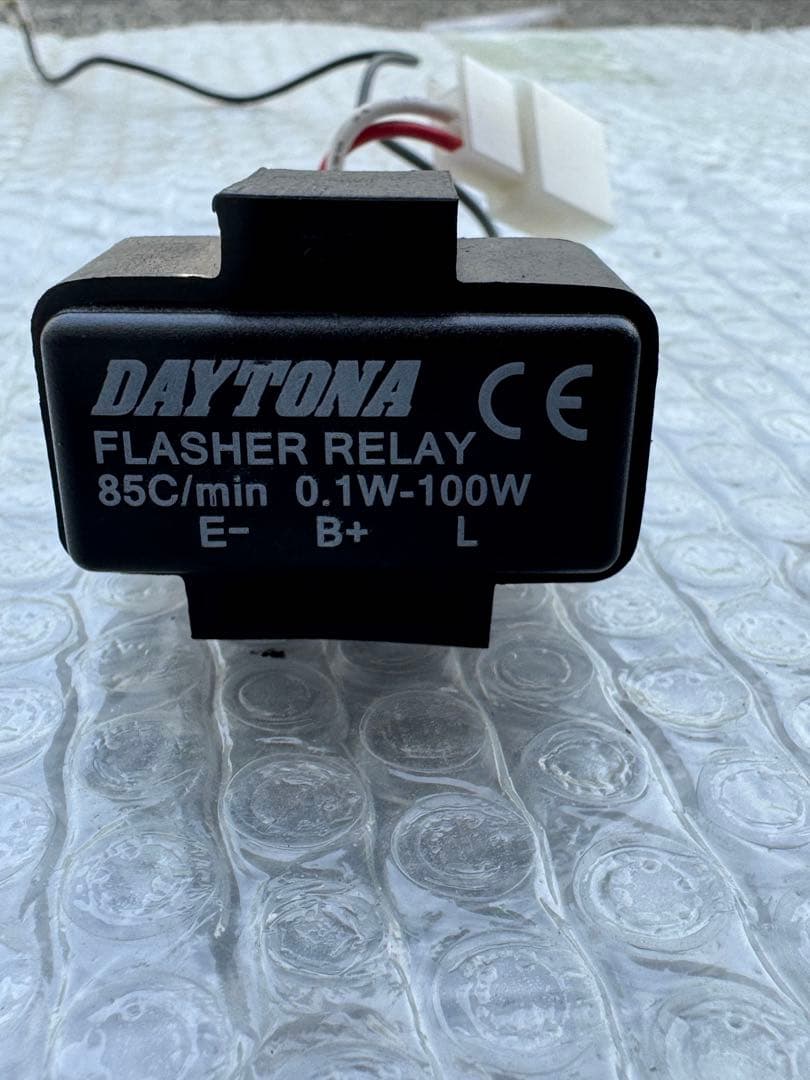 DAYTONA CE
FLASHER RELAY
85C/min 0.1W-100W
E- B+ L